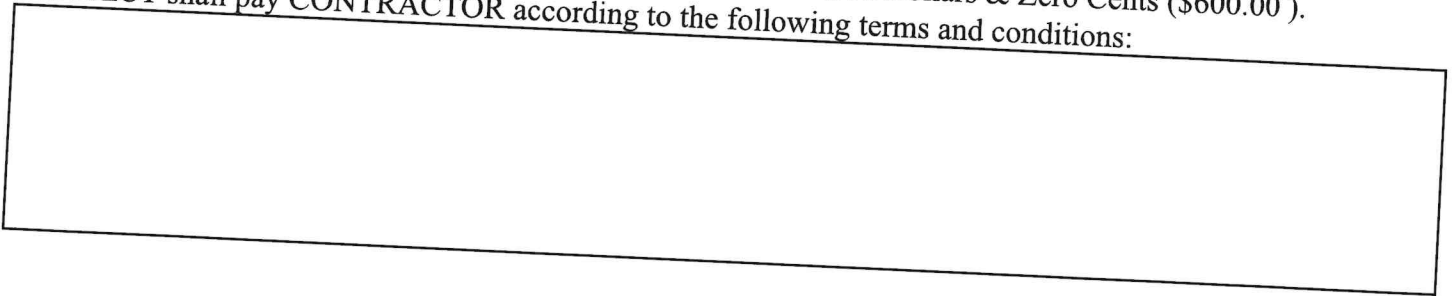 & Zero Cents ($600.00 ).
shall pay CONTRACTOR according to the following terms and conditions: